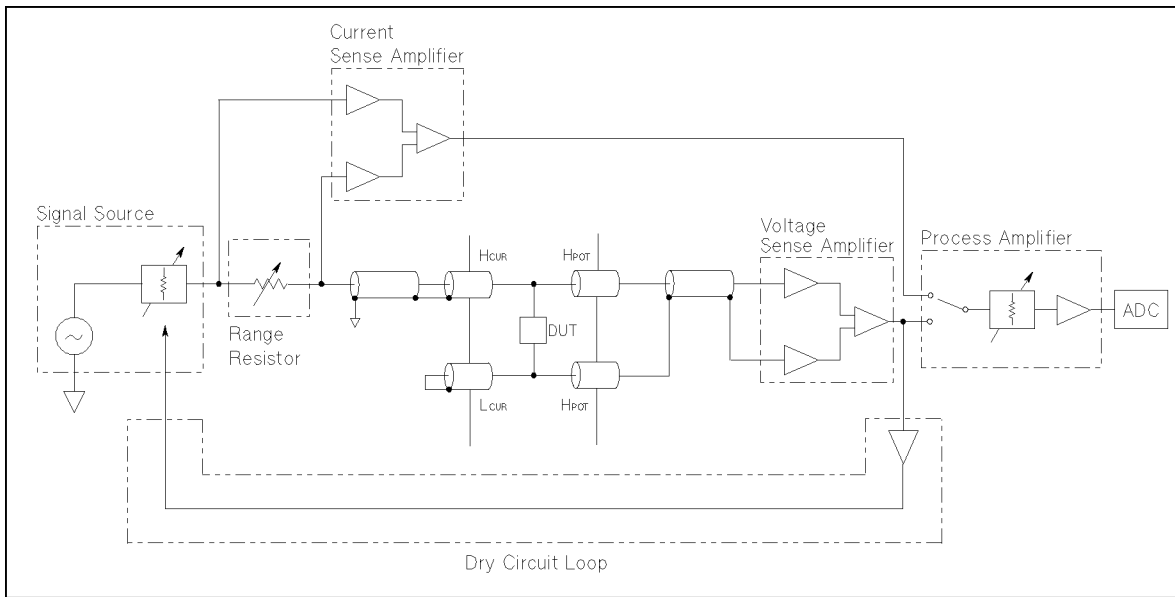 Current
Sense Amplifier
Signal Source
Range
Resistor
HCUR
HPOT
DUT
LCUR
HPOT
Voltage
Sense Amplifier
Process Amplifier
ADC
Dry Circuit Loop